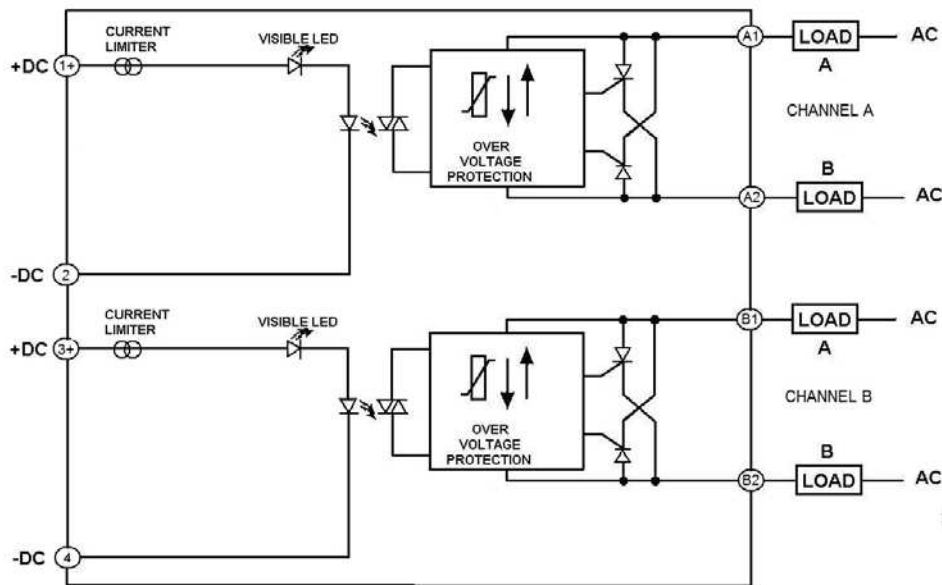 CURRENT
LIMITER
VISIBLE LED
+DC
1+
A1
LOAD
AC
A
CHANNEL A
OVER
VOLTAGE
PROTECTION
B
A2
LOAD
AC
-DC
2
CURRENT
LIMITER
VISIBLE LED
+DC
3+
B1
LOAD
AC
A
CHANNEL B
OVER
VOLTAGE
PROTECTION
B
B2
LOAD
AC
-DC
4